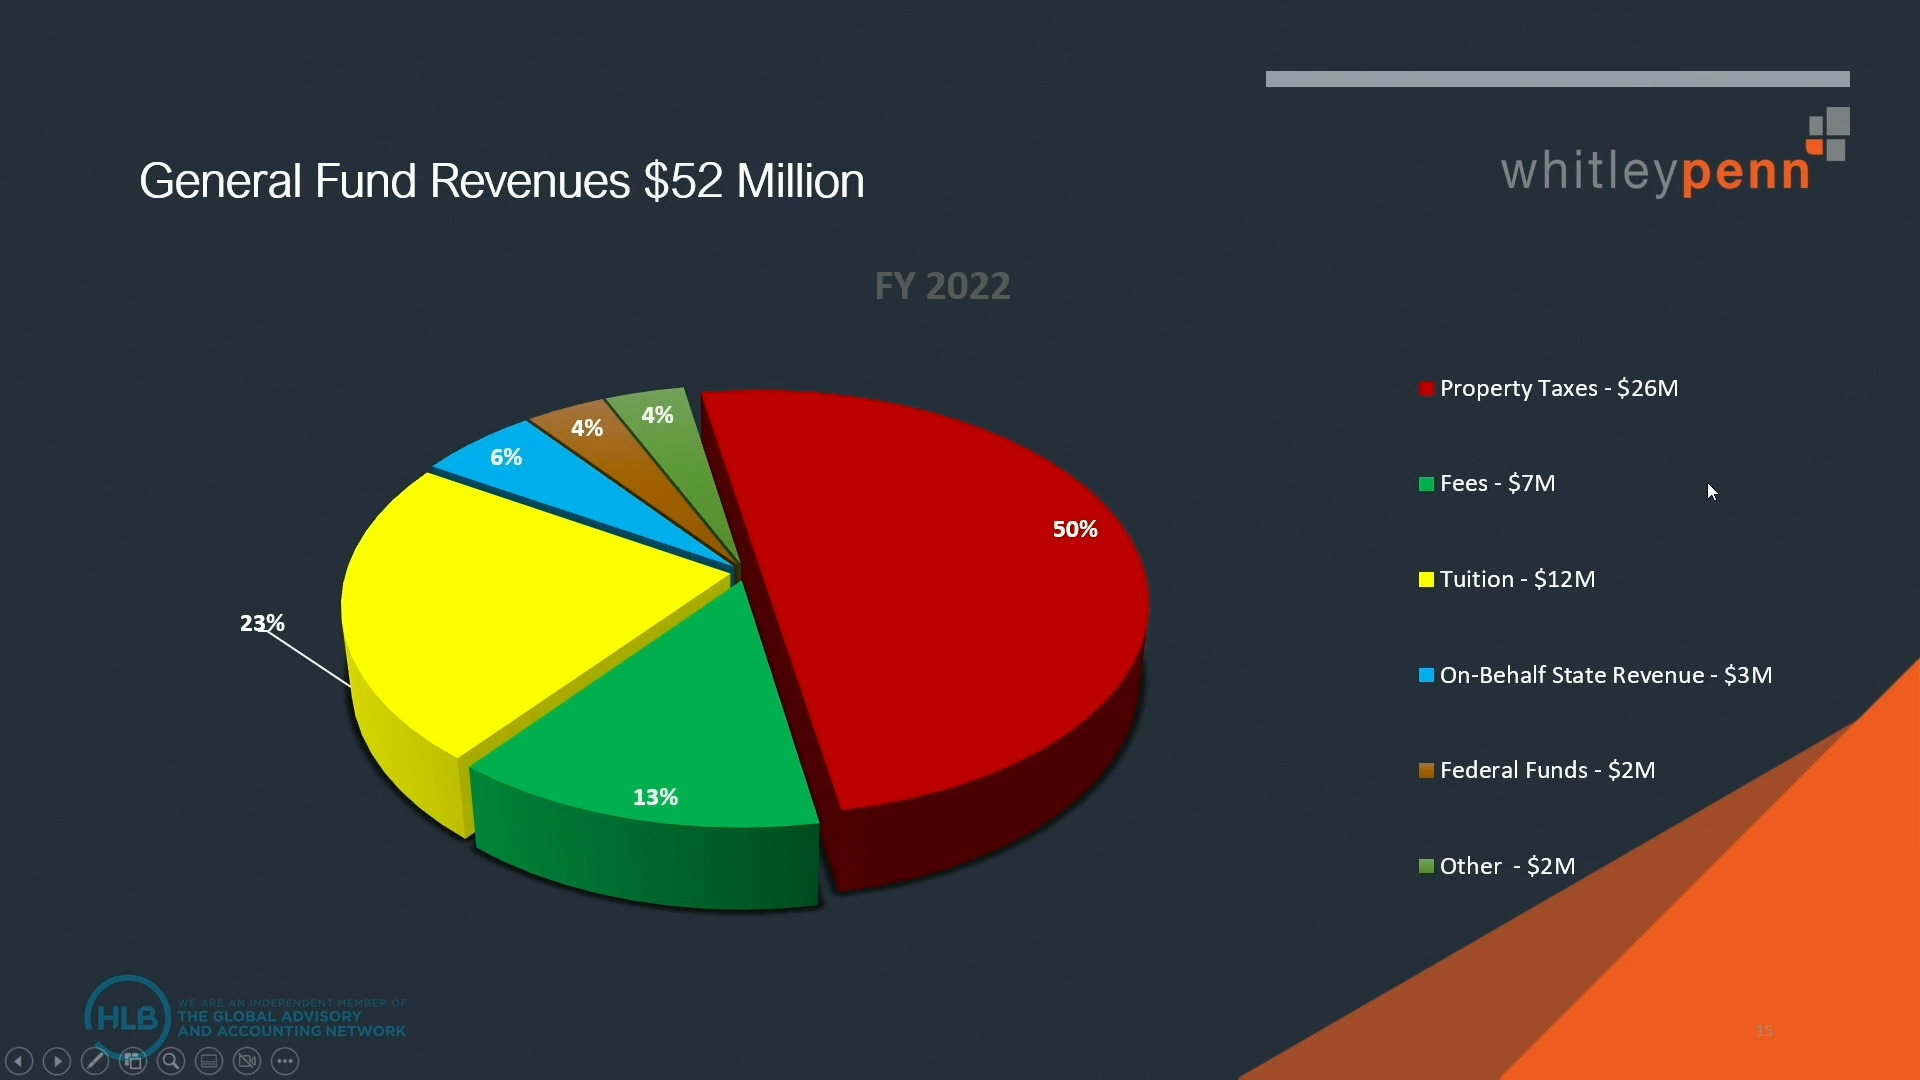 whitleypenn
General Fund Revenues $52 Million
FY 2022
4%
4%
6%
50%
23%
13%
Property Taxes - $26M
Fees - $7M
Tuition - $12M
On-Behalf State Revenue - $3M
Federal Funds - $2M
Other - $2M
HLB
WE ARE AN INDEPENDENT MEMBER OF
THE GLOBAL ADVISORY
AND ACCOUNTING NETWORK
15